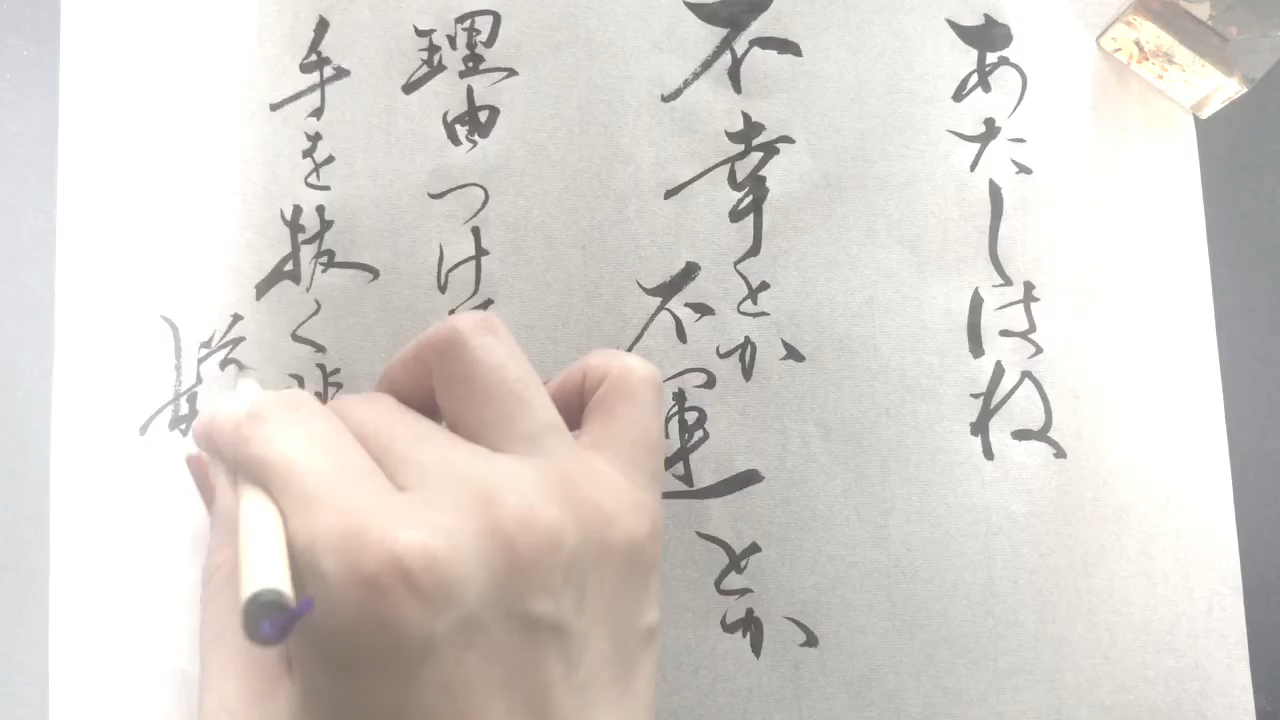 あたしはね
不幸とか
不運とか
理由つけ
手を抜く